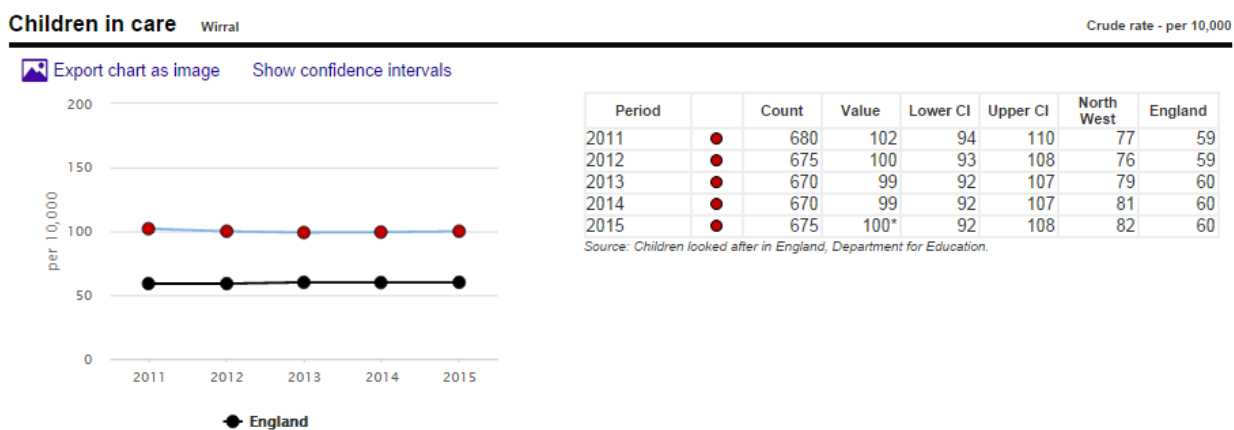 Children in care Wirral Crude rate - per 10,000
Export chart as image Show confidence intervals
200
150
100
50
0
per 10,000
2011 2012 2013 2014 2015
England
Period Count Value Lower CI Upper CI North West England
2011 680 102 94 110 77 59
2012 675 100 93 108 76 59
2013 670 99 92 107 79 60
2014 670 99 92 107 81 60
2015 675 100* 92 108 82 60
Source: Children looked after in England, Department for Education.